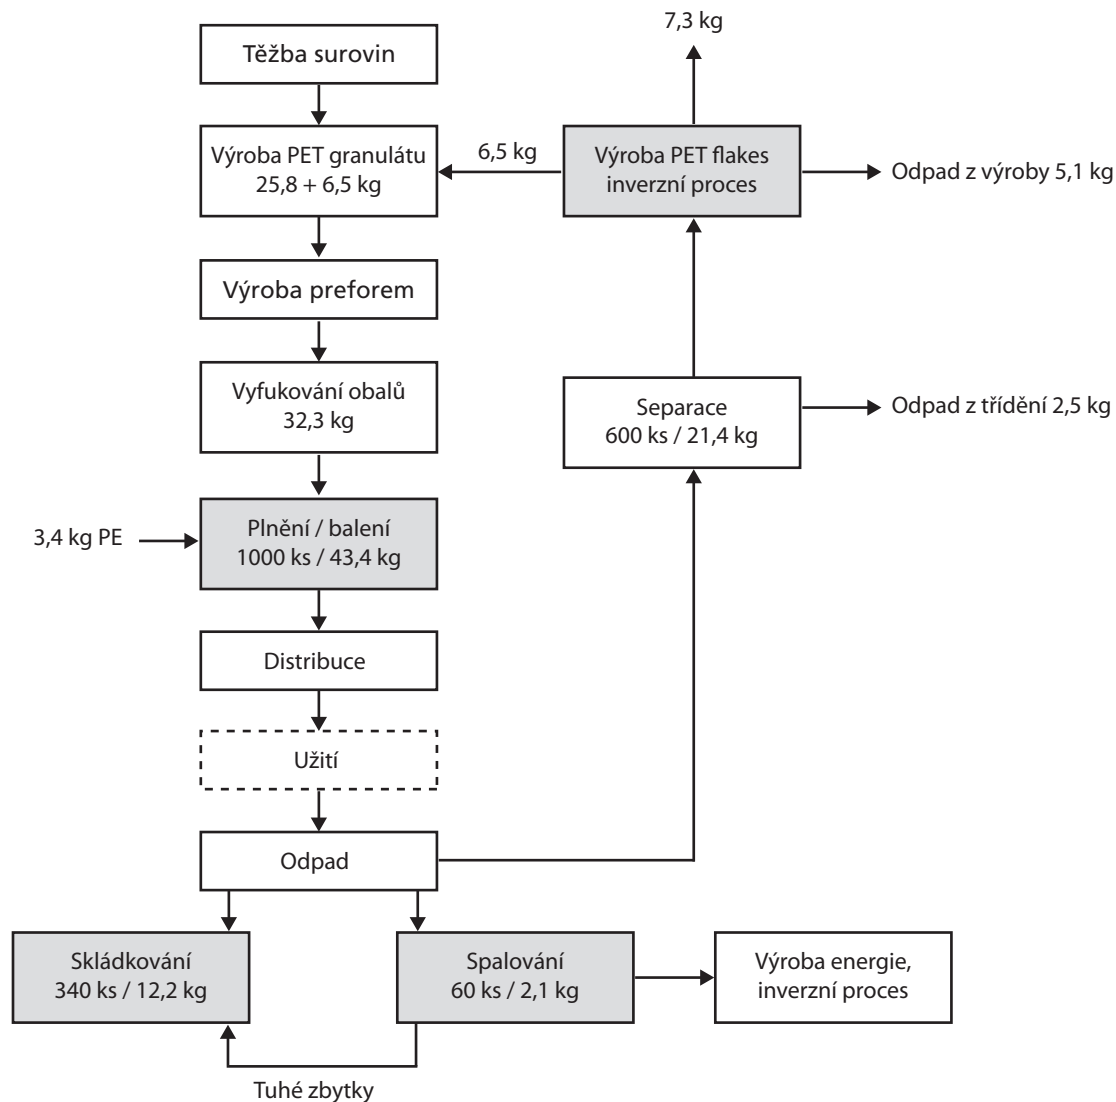 7,3 kg
Těžba surovin
Výroba PET granulátu
25,8 + 6,5 kg
6,5 kg
Výroba PET flakes
inverzní proces
Odpad z výroby 5,1 kg
Výroba preforem
Vyfukování obalů
32,3 kg
Separace
600 ks / 21,4 kg
Odpad z třídění 2,5 kg
3,4 kg PE
Plnění / balení
1000 ks / 43,4 kg
Distribuce
Užití
Odpad
Skládkování
340 ks / 12,2 kg
Spalování
60 ks / 2,1 kg
Výroba energie,
inverzní proces
Tuhé zbytky